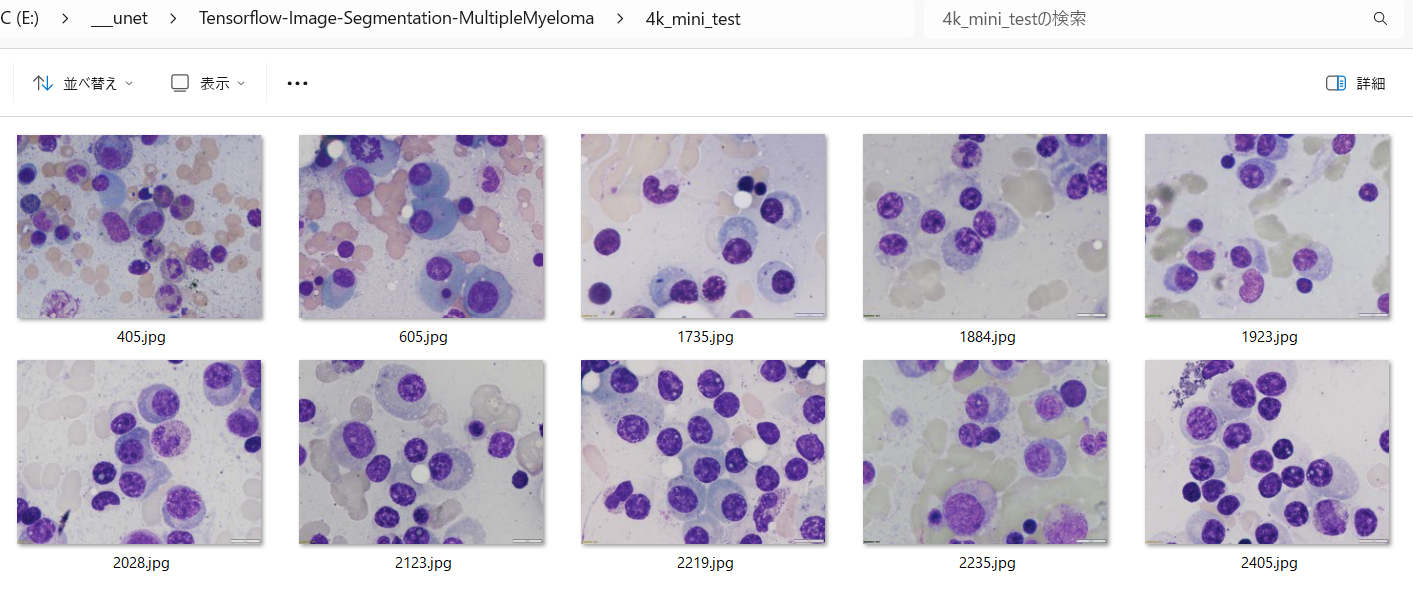 C (E:) > ___unet > Tensorflow-Image-Segmentation-MultipleMyeloma > 4k_mini_test
4k_mini_testの検索
並べ替え 表示 ••• 詳細
405.jpg 605.jpg 1735.jpg 1884.jpg 1923.jpg
2028.jpg 2123.jpg 2219.jpg 2235.jpg 2405.jpg